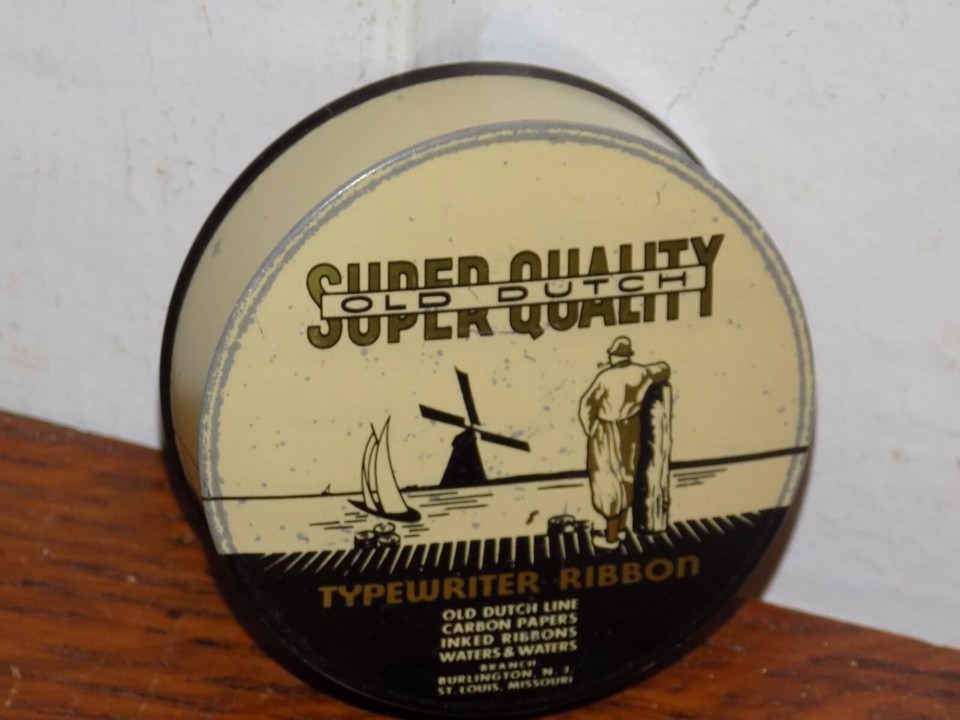 SUPER QUALITY
OLD DUTCH
TYPEWRITER RIBBON
OLD DUTCH LINE
CARBON PAPERS
INKED RIBBONS
WATERS & WATERS
BRANCH
BURLINGTON, N. J.
ST. LOUIS, MISSOURI